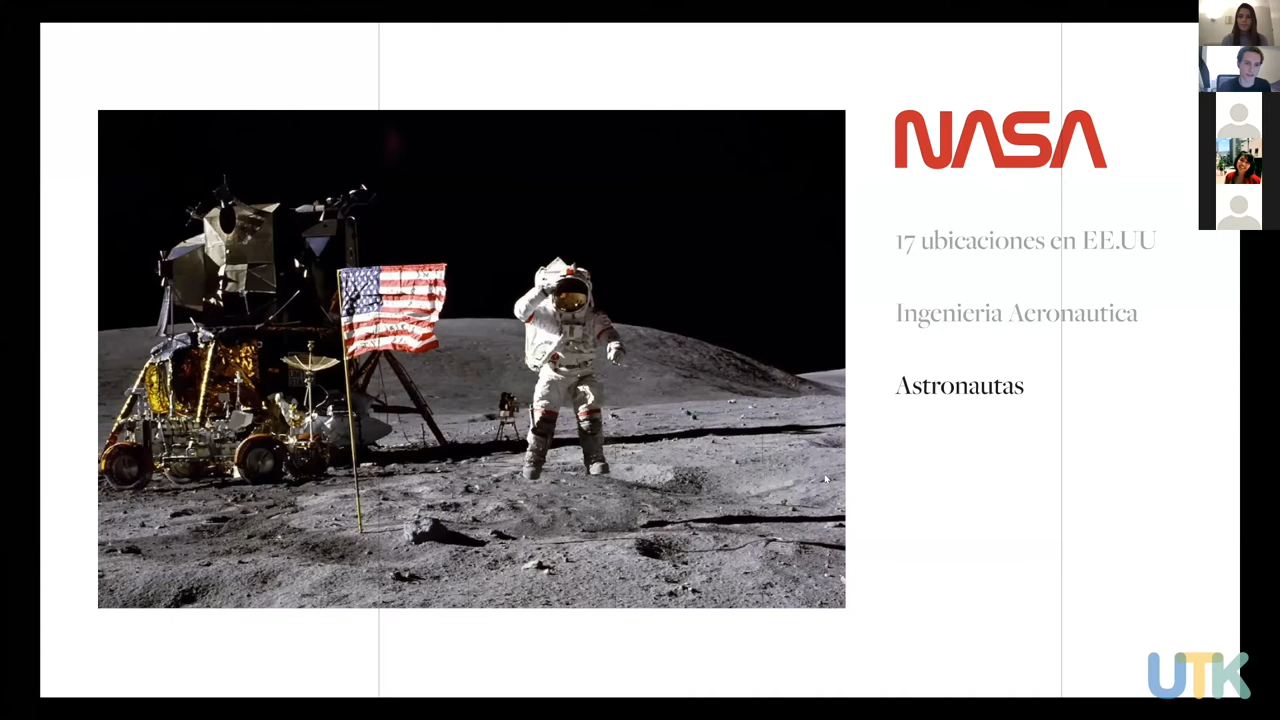 NASA
17 ubicaciones en EE.UU
Ingenieria Aeronautica
Astronautas
UTK